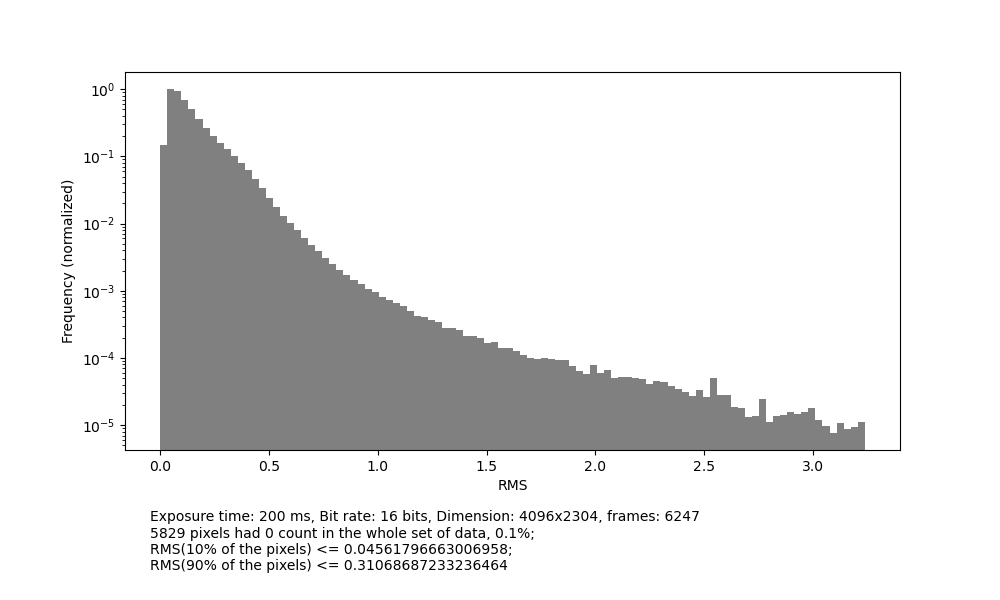 10⁰
10⁻¹
10⁻²
10⁻³
10⁻⁴
10⁻⁵
Frequency (normalized)
0.0 0.5 1.0 1.5 2.0 2.5 3.0
RMS
Exposure time: 200 ms, Bit rate: 16 bits, Dimension: 4096x2304, frames: 6247
5829 pixels had 0 count in the whole set of data, 0.1%;
RMS(10% of the pixels) <= 0.04561796663006958;
RMS(90% of the pixels) <= 0.31068687233236464